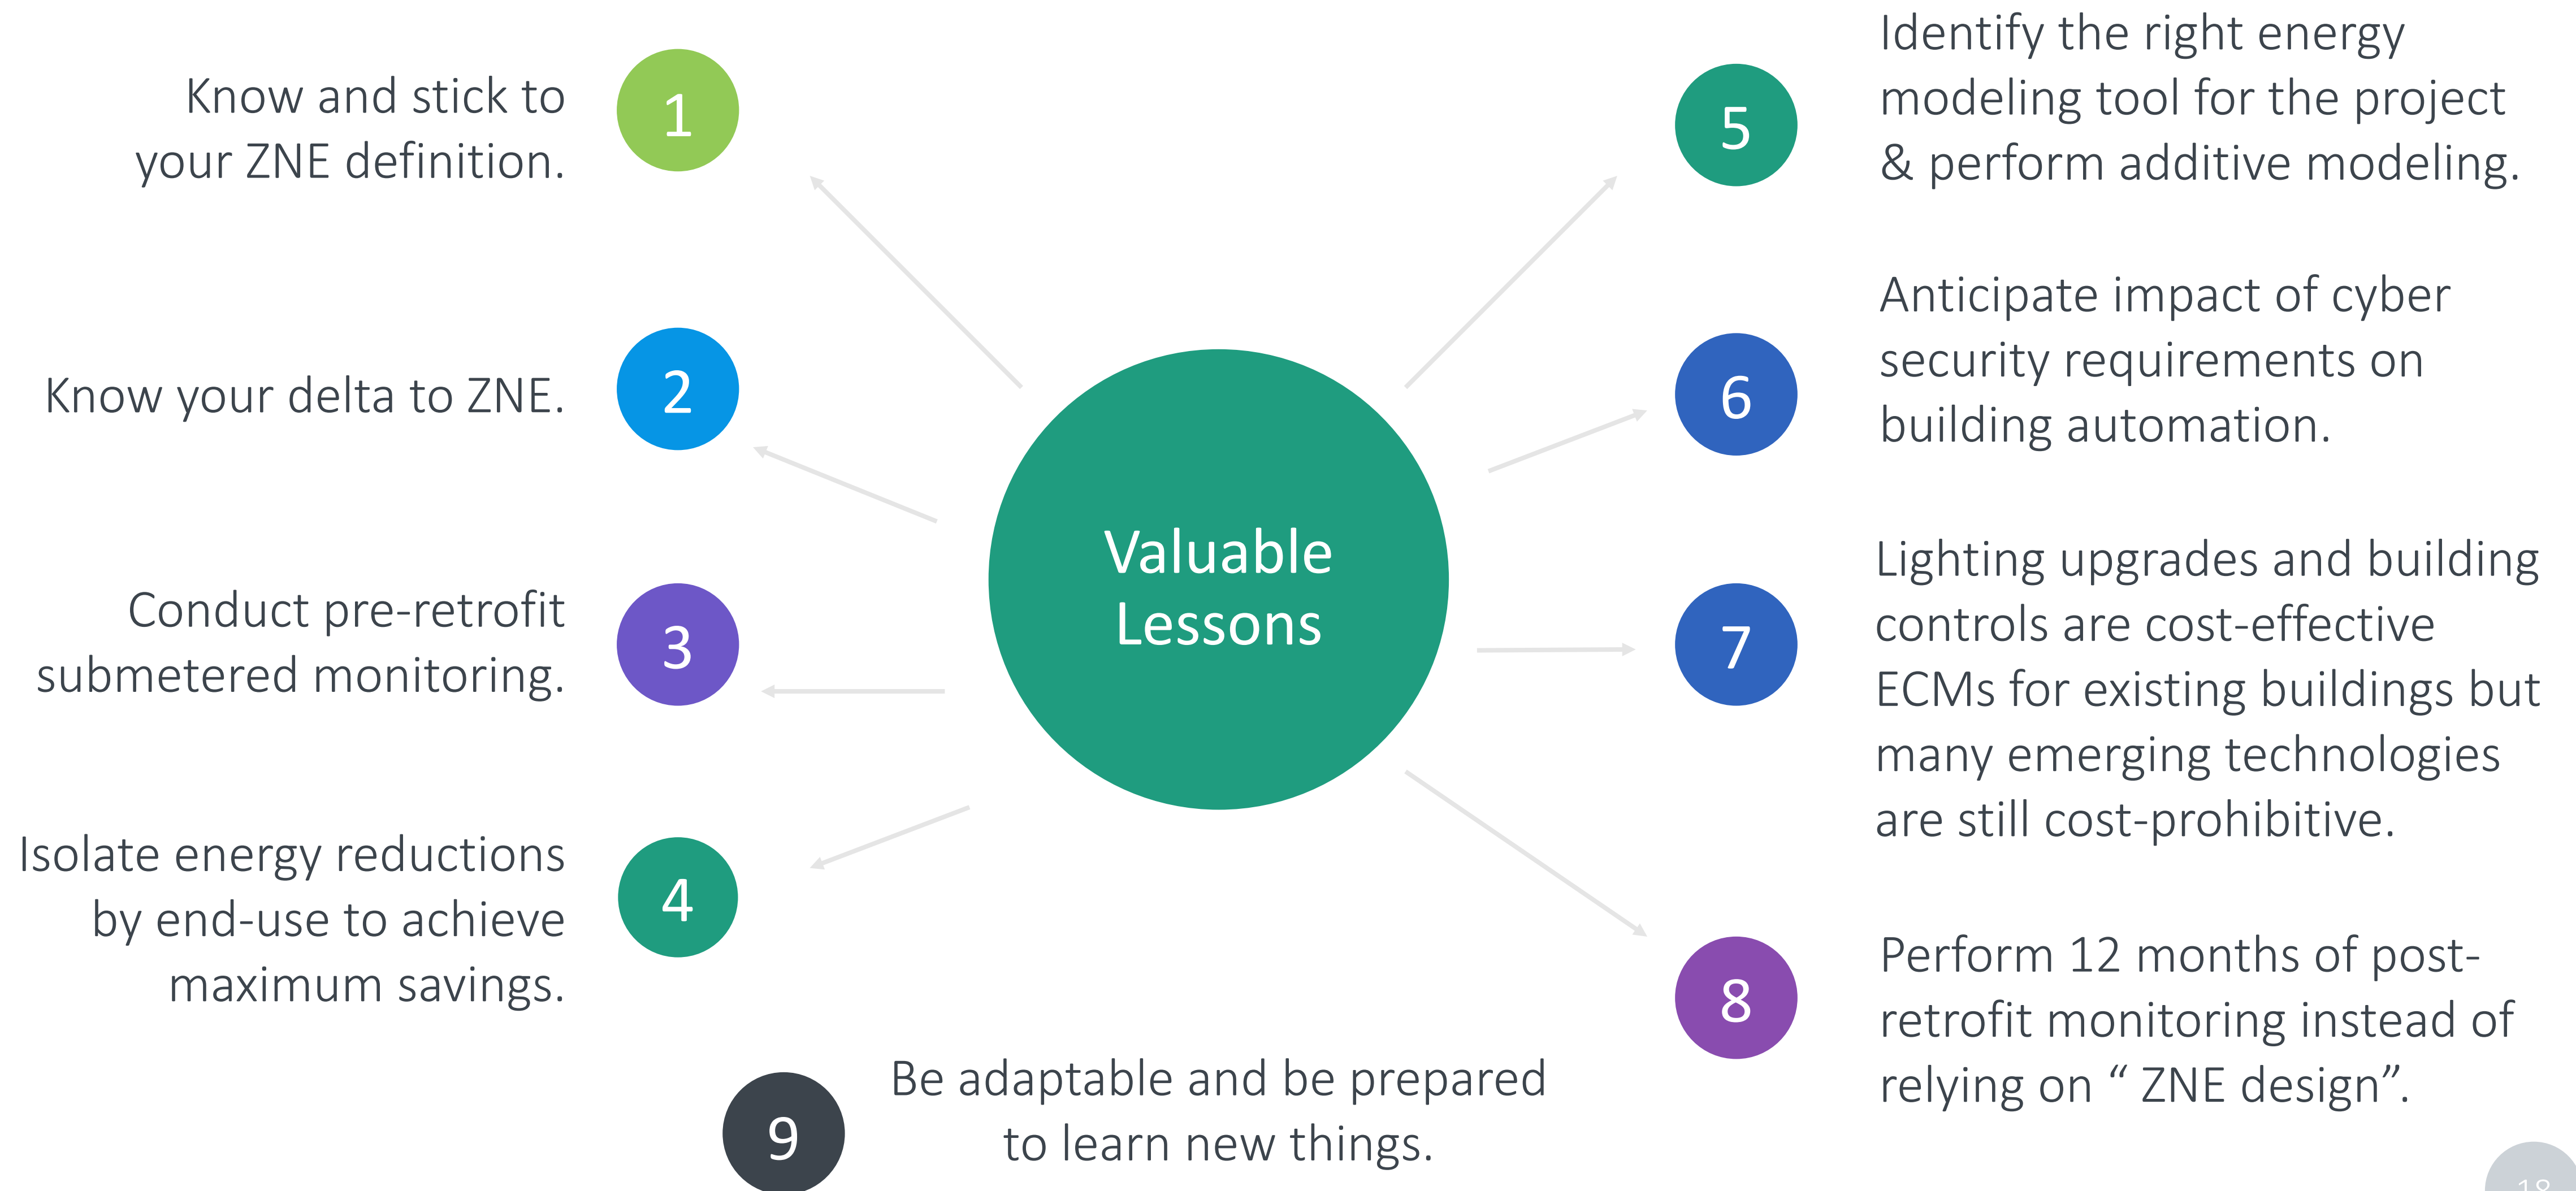 1
Know and stick to
your ZNE definition.
2
Know your delta to ZNE.
3
Conduct pre-retrofit
submetered monitoring.
4
Isolate energy reductions
by end-use to achieve
maximum savings.
Valuable
Lessons
5
Identify the right energy
modeling tool for the project
& perform additive modeling.
6
Anticipate impact of cyber
security requirements on
building automation.
7
Lighting upgrades and building
controls are cost-effective
ECMs for existing buildings but
many emerging technologies
are still cost-prohibitive.
8
Perform 12 months of post-
retrofit monitoring instead of
relying on “ ZNE design”.
9
Be adaptable and be prepared
to learn new things.
18